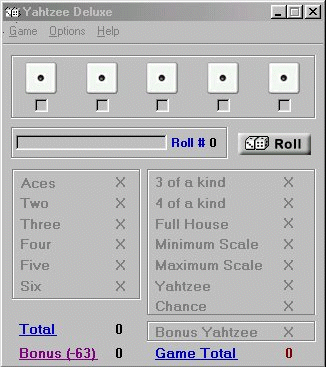 Yahtzee Deluxe
Game Options Help
Roll # 0
Roll
Aces X
Two X
Three X
Four X
Five X
Six X
3 of a kind X
4 of a kind X
Full House X
Minimum Scale X
Maximum Scale X
Yahtzee X
Chance X
Bonus Yahtzee X
Total 0
Bonus (-63) 0
Game Total 0